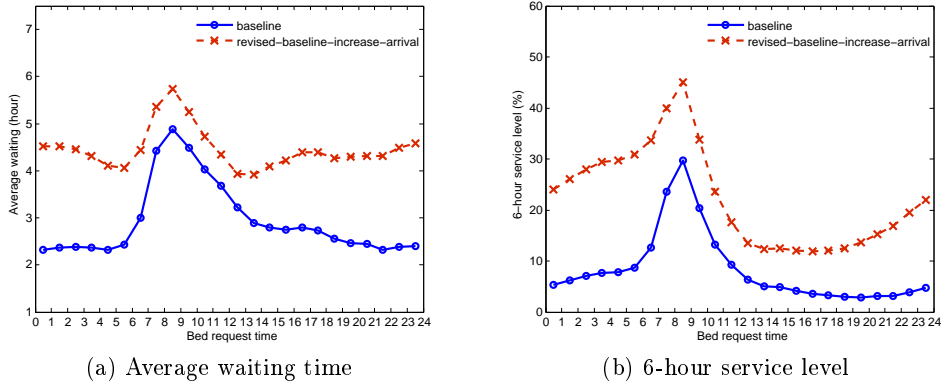 baseline
revised−baseline−increase−arrival
7
6
5
4
3
2
1
Average waiting (hour)
0 1 2 3 4 5 6 7 8 9 10 11 12 13 14 15 16 17 18 19 20 21 22 23 24
Bed request time
(a) Average waiting time
baseline
revised−baseline−increase−arrival
60
50
40
30
20
10
0
6−hour service level (%)
0 1 2 3 4 5 6 7 8 9 10 11 12 13 14 15 16 17 18 19 20 21 22 23 24
Bed request time
(b) 6-hour service level